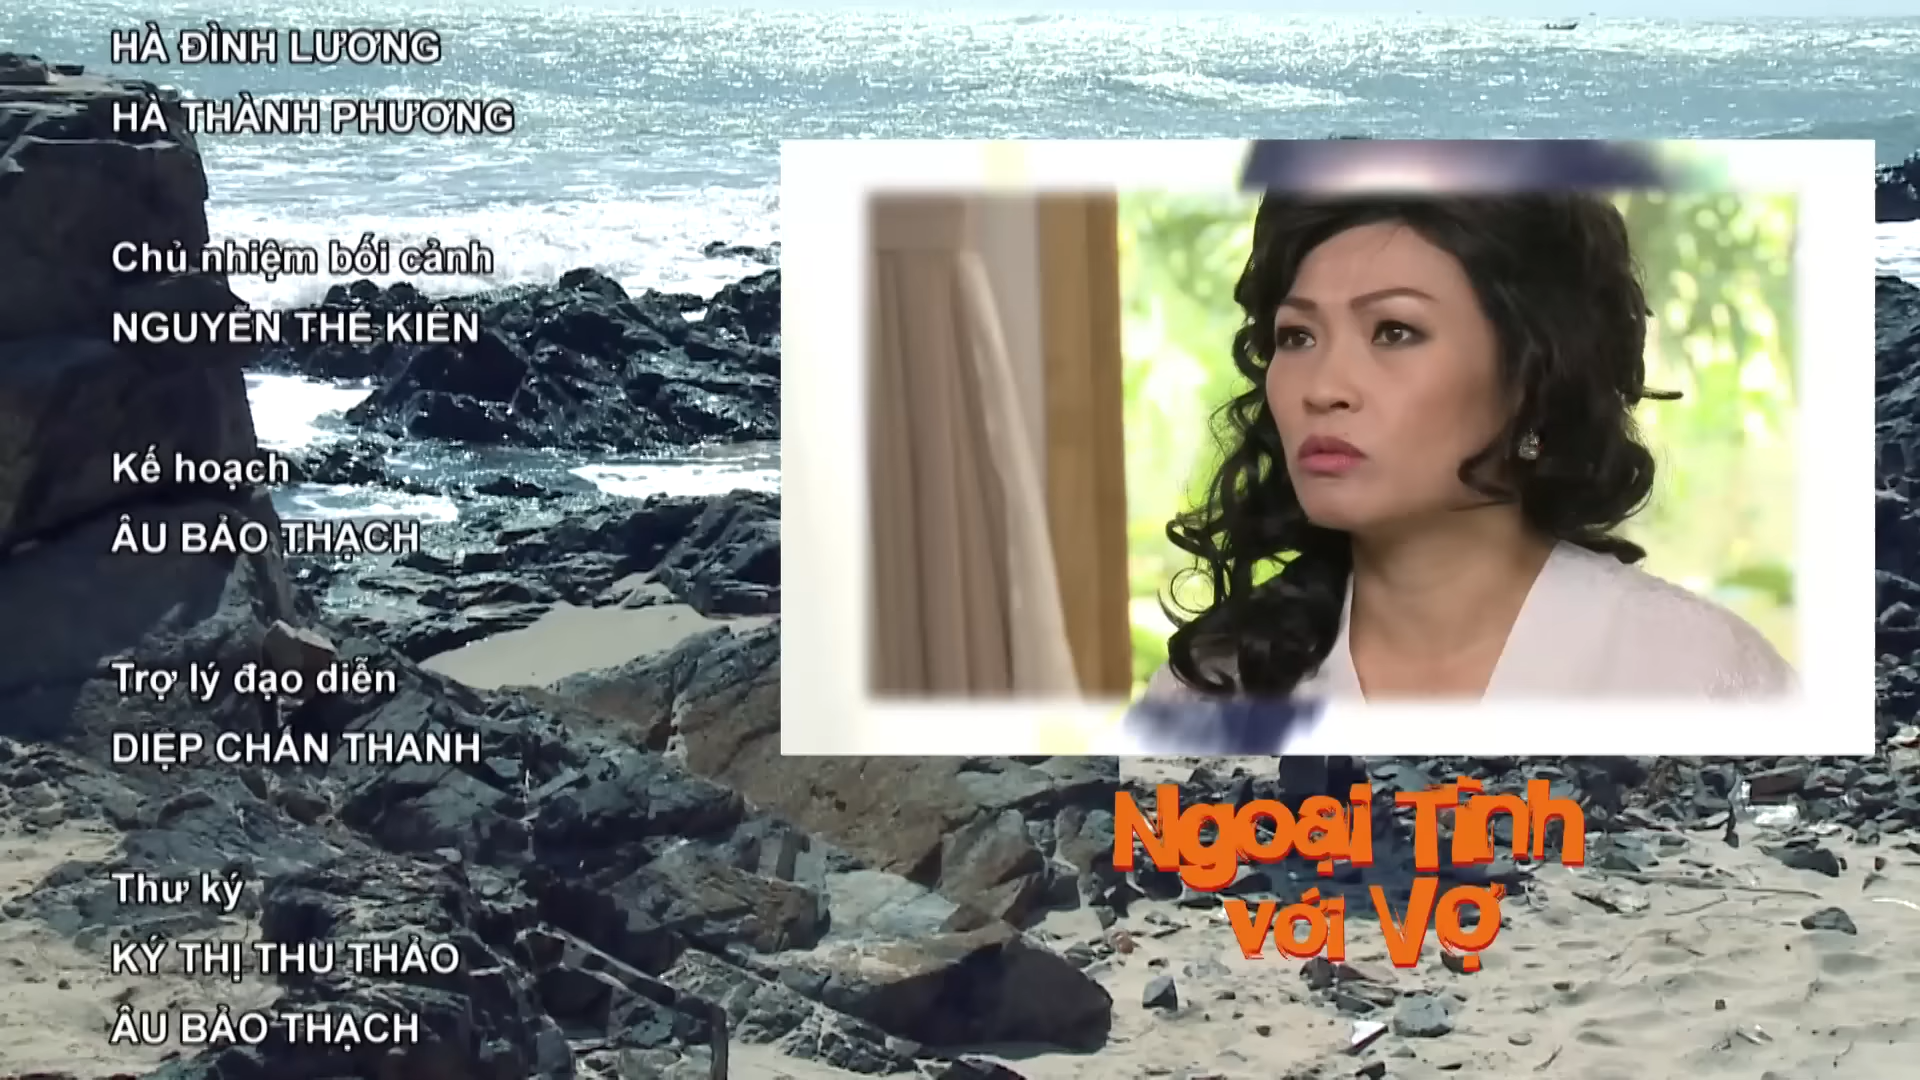 HÀ ĐÌNH LƯƠNG
HÀ THÀNH PHƯƠNG
Chủ nhiệm bối cảnh
NGUYỄN THẾ KIÊN
Kế hoạch
ÂU BẢO THẠCH
Trợ lý đạo diễn
DIỆP CHẤN THANH
Thư ký
KÝ THỊ THU THẢO
ÂU BẢO THẠCH
Ngoại Tình
với Vợ